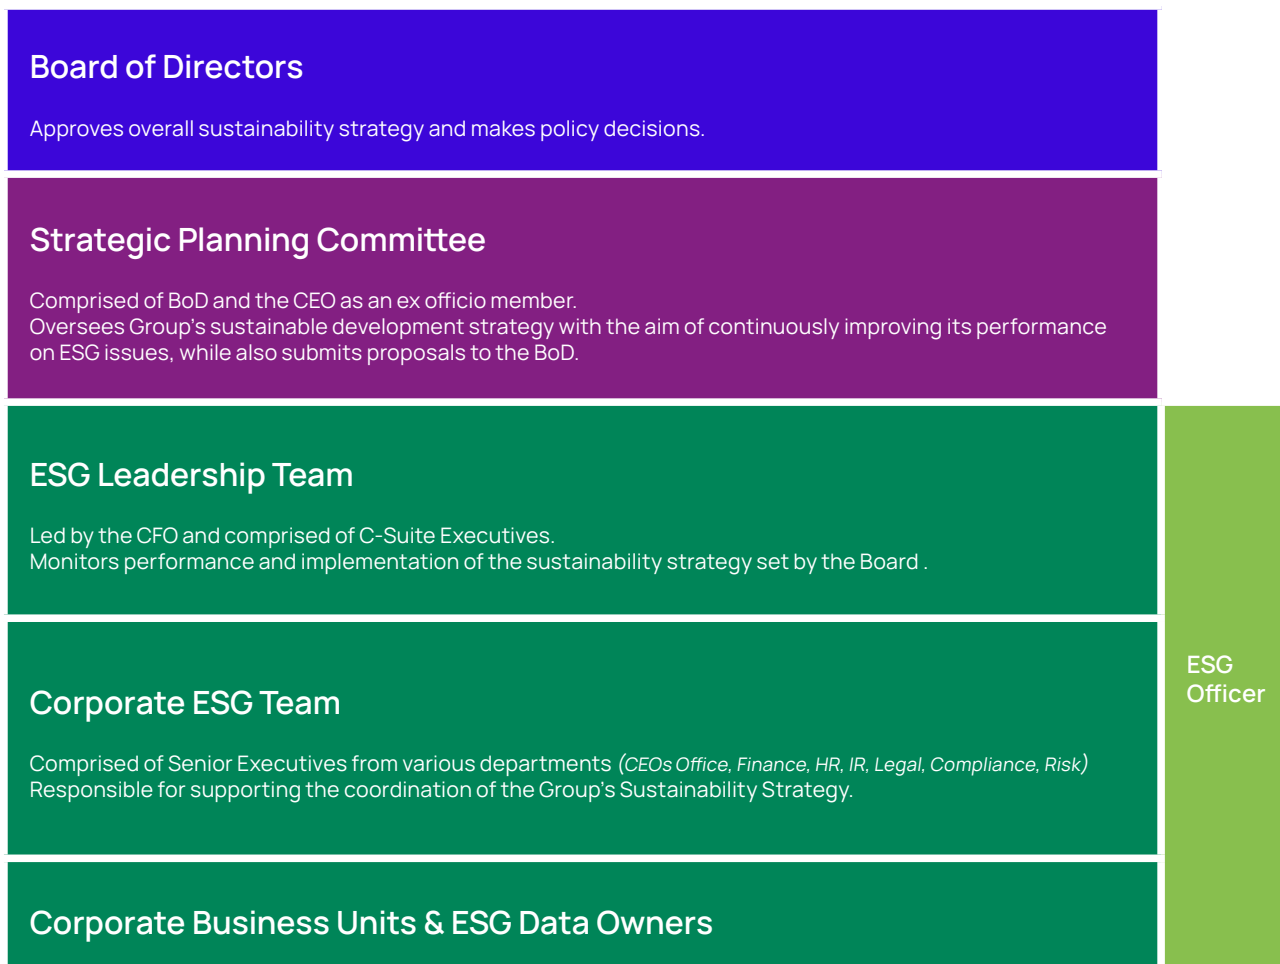 Board of Directors
Approves overall sustainability strategy and makes policy decisions.
Strategic Planning Committee
Comprised of BoD and the CEO as an ex officio member.
Oversees Group's sustainable development strategy with the aim of continuously improving its performance
on ESG issues, while also submits proposals to the BoD.
ESG Leadership Team
Led by the CFO and comprised of C-Suite Executives.
Monitors performance and implementation of the sustainability strategy set by the Board .
Corporate ESG Team
Comprised of Senior Executives from various departments (CEOs Office, Finance, HR, IR, Legal, Compliance, Risk)
Responsible for supporting the coordination of the Group's Sustainability Strategy.
Corporate Business Units & ESG Data Owners
ESG
Officer